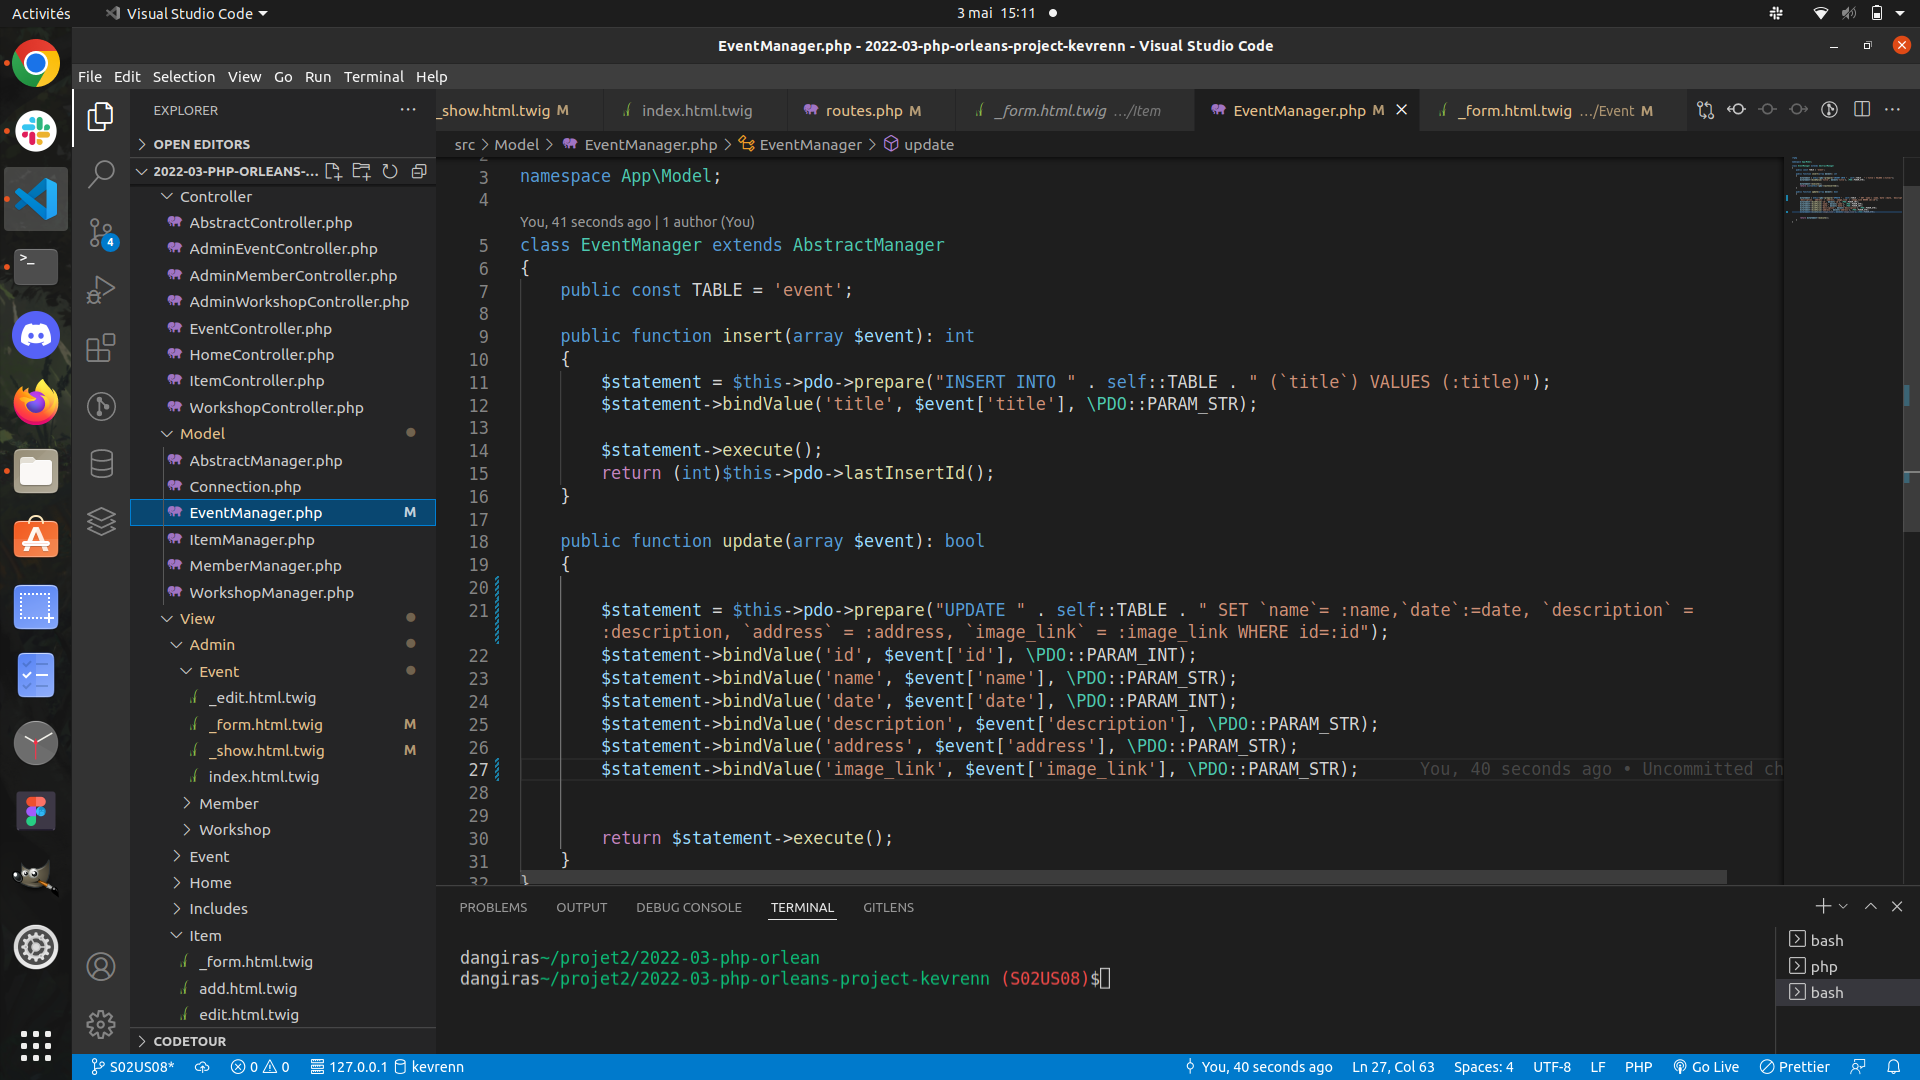 Activités
Visual Studio Code
3 mai 15:11
EventManager.php - 2022-03-php-orleans-project-kevrenn - Visual Studio Code
File Edit Selection View Go Run Terminal Help
EXPLORER
OPEN EDITORS
2022-03-PHP-ORLEANS-...
Controller
AbstractController.php
AdminEventController.php
AdminMemberController.php
AdminWorkshopController.php
EventController.php
HomeController.php
ItemController.php
WorkshopController.php
Model
AbstractManager.php
Connection.php
EventManager.php M
ItemManager.php
MemberManager.php
WorkshopManager.php
View
Admin
Event
_edit.html.twig
_form.html.twig M
_show.html.twig M
index.html.twig
Member
Workshop
Event
Home
Includes
Item
_form.html.twig
add.html.twig
edit.html.twig
CODETOUR
4
_show.html.twig M
index.html.twig
routes.php M
_form.html.twig .../Item
EventManager.php M
_form.html.twig .../Event M
src > Model > EventManager.php > EventManager > update
2
3 namespace App\Model;
4
You, 41 seconds ago | 1 author (You)
5 class EventManager extends AbstractManager
6 {
7 public const TABLE = 'event';
8
9 public function insert(array $event): int
10 {
11 $statement = $this->pdo->prepare("INSERT INTO " . self::TABLE . " (`title`) VALUES (:title)");
12 $statement->bindValue('title', $event['title'], \PDO::PARAM_STR);
13
14 $statement->execute();
15 return (int)$this->pdo->lastInsertId();
16 }
17
18 public function update(array $event): bool
19 {
20
21 $statement = $this->pdo->prepare("UPDATE " . self::TABLE . " SET `name`= :name,`date`:=date, `description` =
:description, `address` = :address, `image_link` = :image_link WHERE id=:id");
22 $statement->bindValue('id', $event['id'], \PDO::PARAM_INT);
23 $statement->bindValue('name', $event['name'], \PDO::PARAM_STR);
24 $statement->bindValue('date', $event['date'], \PDO::PARAM_INT);
25 $statement->bindValue('description', $event['description'], \PDO::PARAM_STR);
26 $statement->bindValue('address', $event['address'], \PDO::PARAM_STR);
27 $statement->bindValue('image_link', $event['image_link'], \PDO::PARAM_STR); You, 40 seconds ago • Uncommitted ch
28
29
30 return $statement->execute();
31 }
32 }
PROBLEMS OUTPUT DEBUG CONSOLE TERMINAL GITLENS
dangiras~/projet2/2022-03-php-orlean
dangiras~/projet2/2022-03-php-orleans-project-kevrenn (S02US08)$
bash
php
bash
S02US08* 0 0 127.0.0.1 kevrenn
You, 40 seconds ago Ln 27, Col 63 Spaces: 4 UTF-8 LF PHP Go Live Prettier